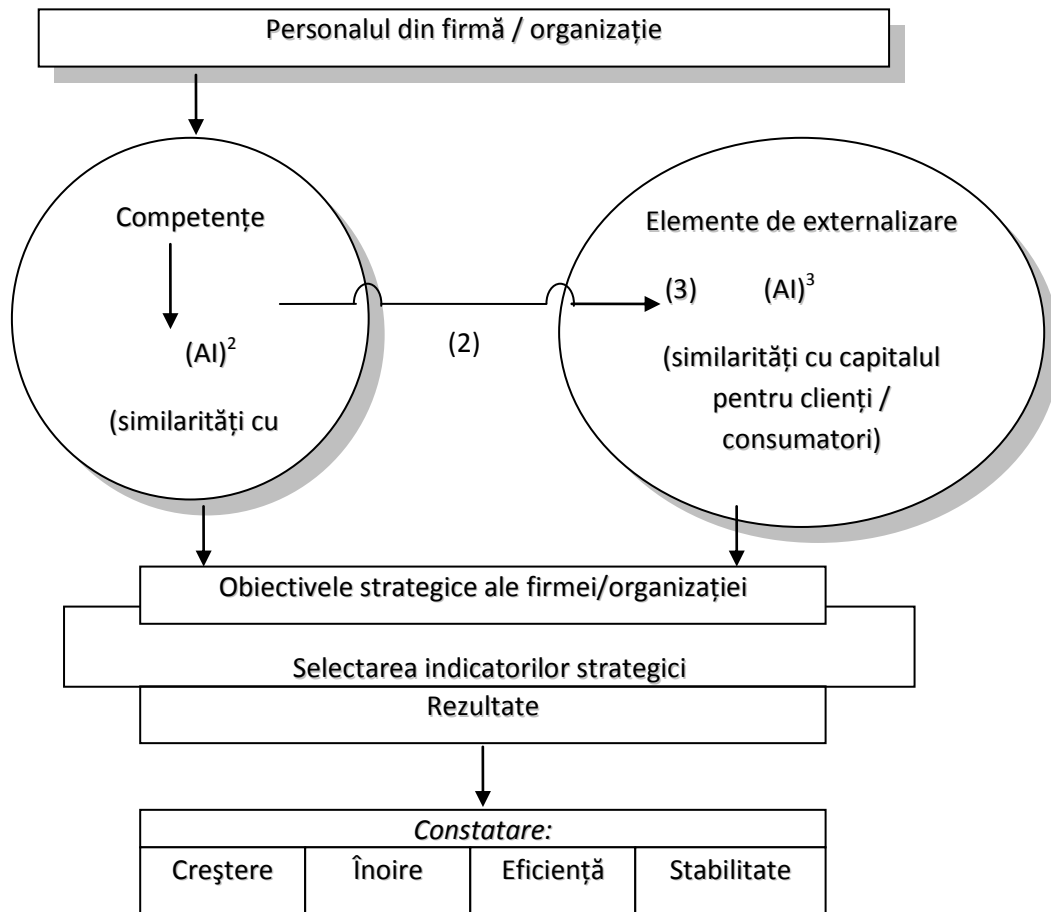 Personalul din firmă / organizație
Competențe
(AI)²
(similarități cu
(2)
Elemente de externalizare
(3) (AI)³
(similarități cu capitalul
pentru clienți /
consumatori)
Obiectivele strategice ale firmei/organizației
Selectarea indicatorilor strategici
Rezultate
Constatare:
Creştere Înoire Eficiență Stabilitate